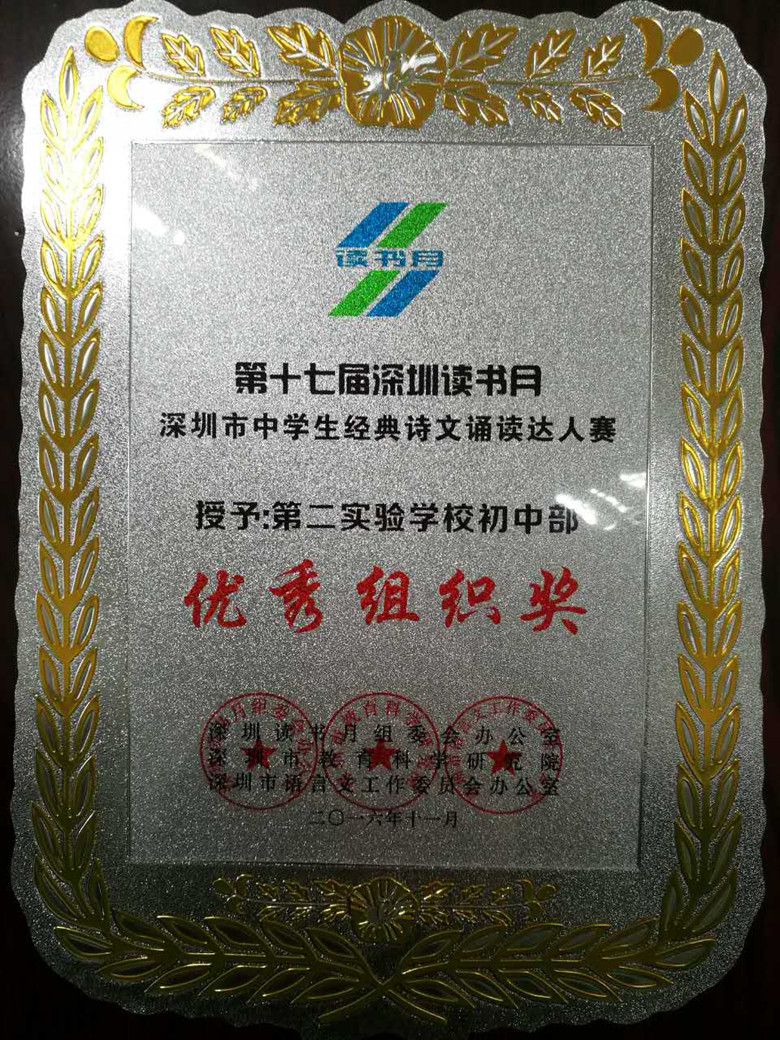 读书月
第十七届深圳读书月
深圳市中学生经典诗文诵读达人赛
授予:第二实验学校初中部
优秀组织奖
深圳读书月组委会办公室
深圳市教育科学研究院
深圳市语言文工作委员会办公室
二〇一六年十一月